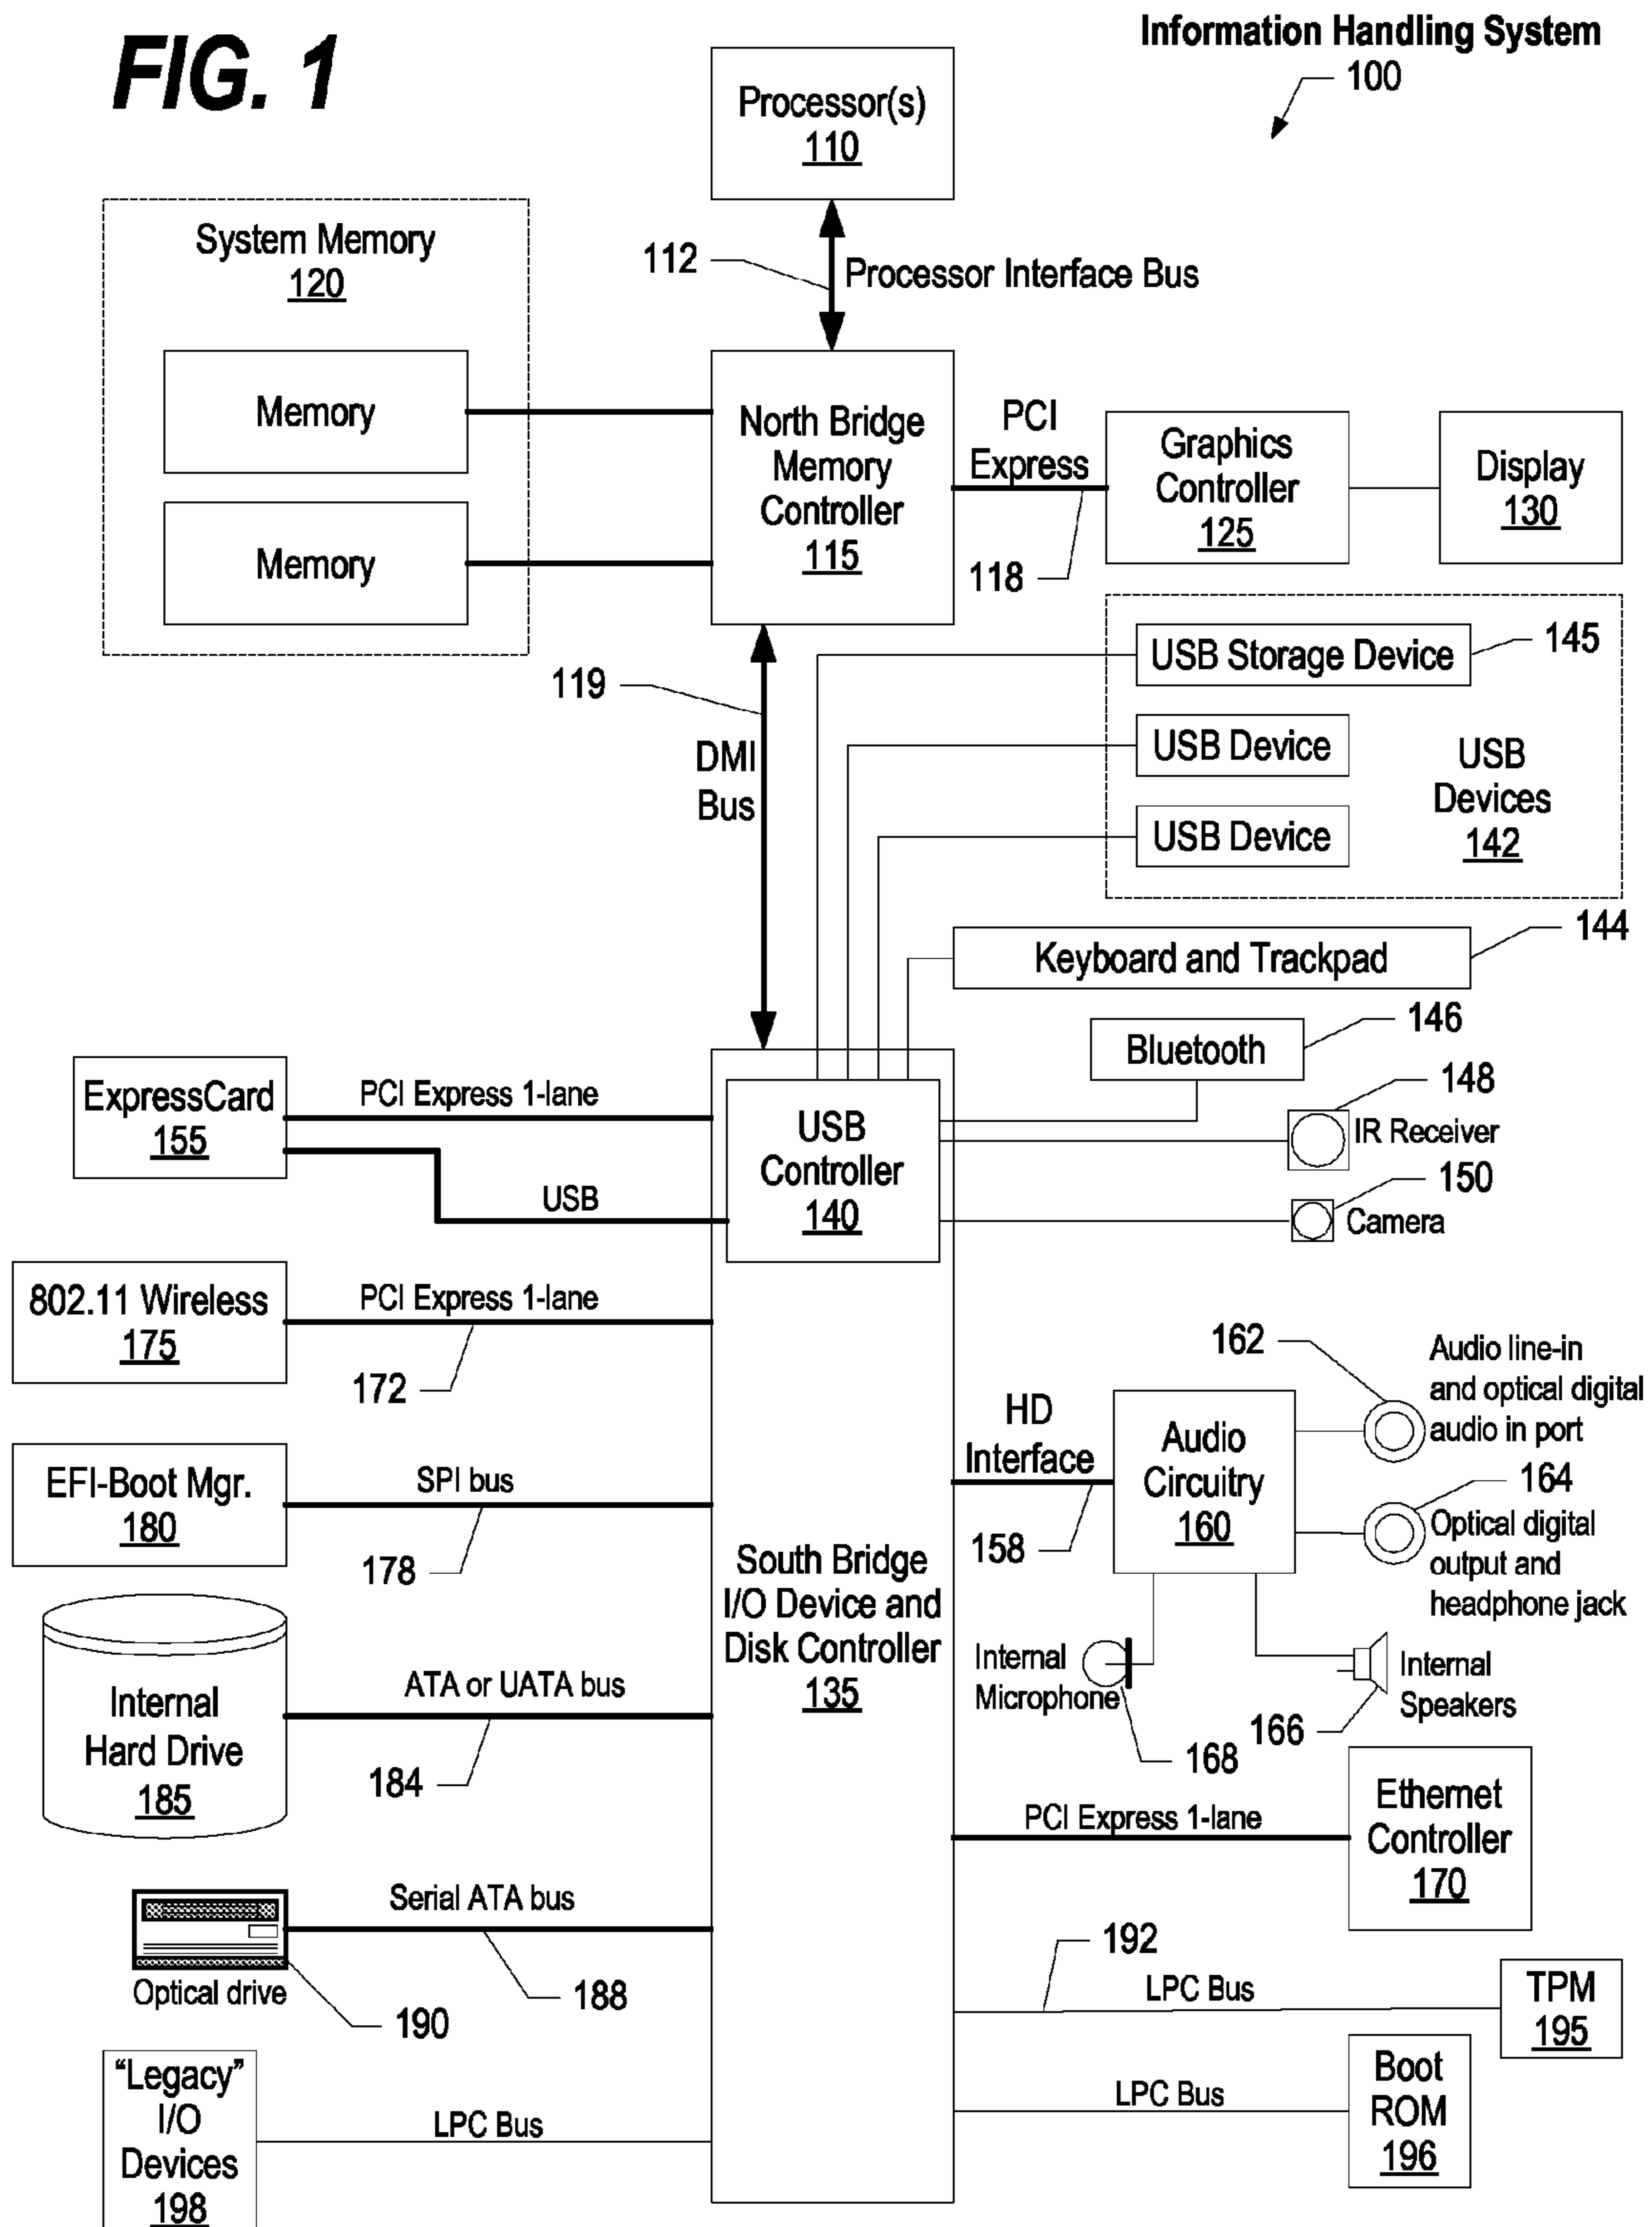 FIG. 1
Information Handling System
100
Processor(s)
110
System Memory
120
112
Processor Interface Bus
Memory
Memory
North Bridge
Memory
Controller
115
PCI
Express
118
Graphics
Controller
125
Display
130
119
DMI
Bus
USB Storage Device
145
USB Device
USB Device
USB
Devices
142
Keyboard and Trackpad
144
Bluetooth
146
148
IR Receiver
150
Camera
ExpressCard
155
PCI Express 1-lane
USB
USB
Controller
140
802.11 Wireless
175
PCI Express 1-lane
172
162
Audio line-in
and optical digital
audio in port
HD
Interface
158
Audio
Circuitry
160
164
Optical digital
output and
headphone jack
EFI-Boot Mgr.
180
SPI bus
178
South Bridge
I/O Device and
Disk Controller
135
Internal
Microphone
168
166
Internal
Speakers
Internal
Hard Drive
185
ATA or UATA bus
184
PCI Express 1-lane
Ethernet
Controller
170
Serial ATA bus
188
Optical drive
190
192
LPC Bus
TPM
195
"Legacy"
I/O
Devices
198
LPC Bus
LPC Bus
Boot
ROM
196